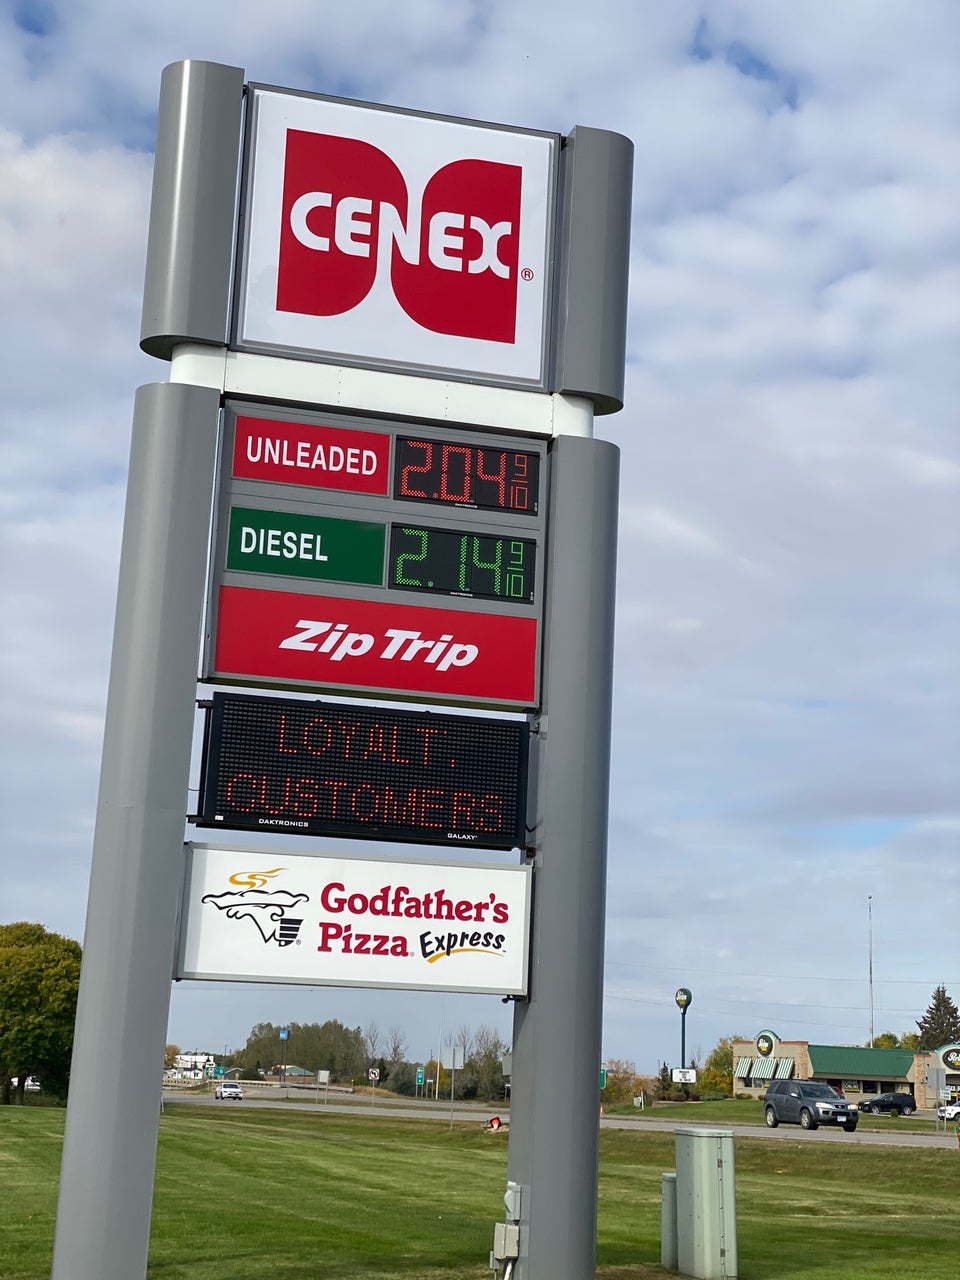 CENEX®
UNLEADED 2.04 9/10
DIESEL 2.14 9/10
Zip Trip
LOYALTY
CUSTOMERS
DAKTRONICS GALAXY
Godfather's
Pizza Express